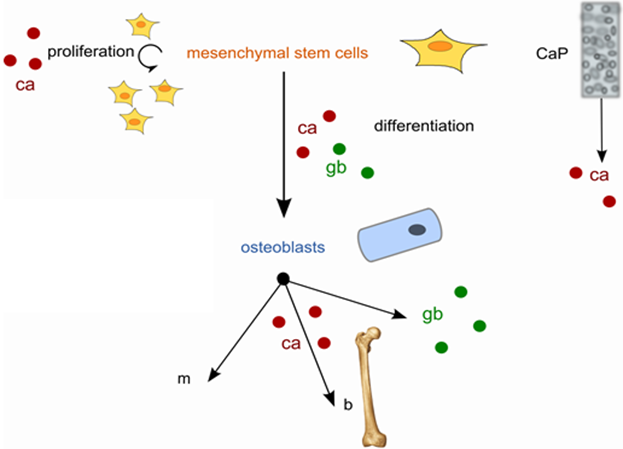 proliferation
mesenchymal stem cells
CaP
ca
ca
differentiation
gb
ca
osteoblasts
gb
ca
m
b